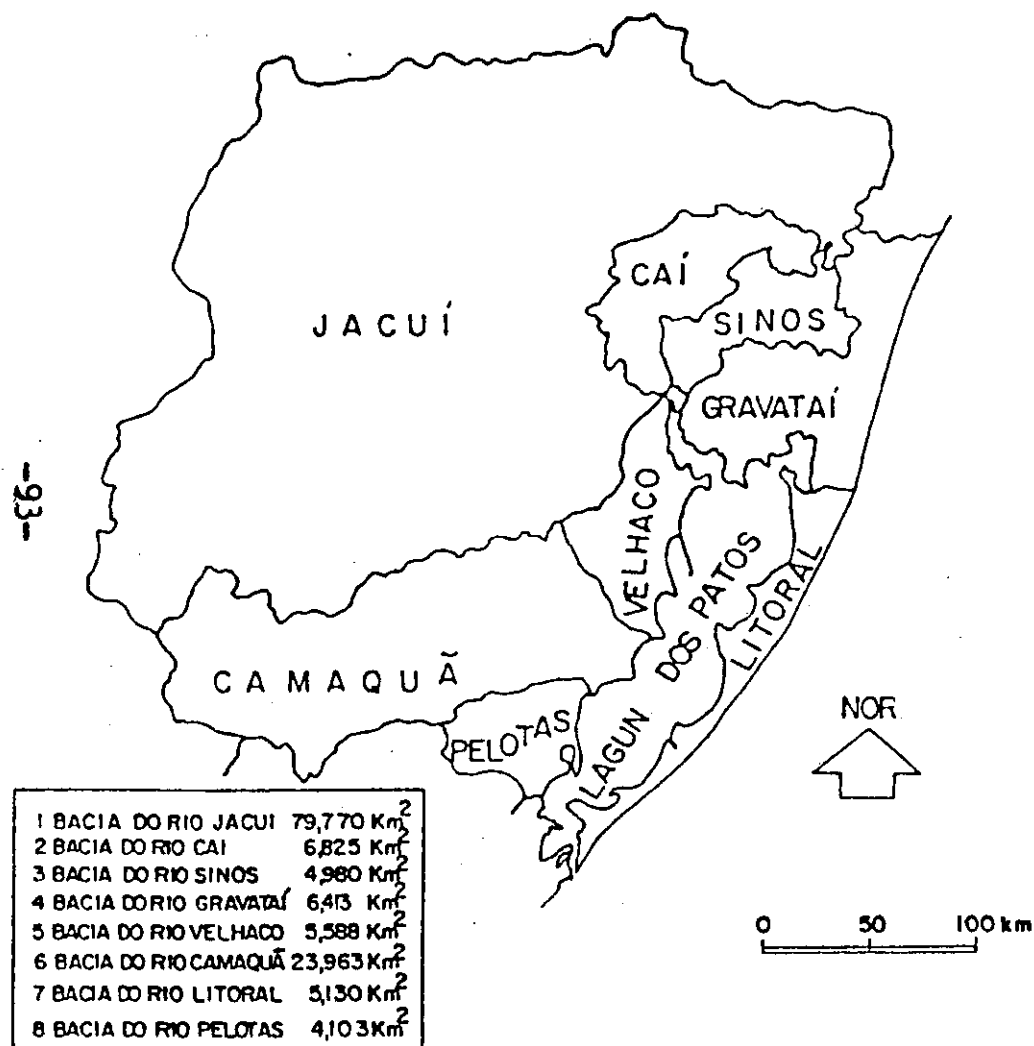 JACUÍ
CAÍ
SINOS
GRAVATAÍ
VELHACO
LAGUN DOS PATOS
LITORAL
CAMAQUÃ
PELOTAS
NOR
-93-
1 BACIA DO RIO JACUI 79,770 Km²
2 BACIA DO RIO CAI 6,825 Km²
3 BACIA DO RIO SINOS 4,980 Km²
4 BACIA DO RIO GRAVATAÍ 6,413 Km²
5 BACIA DO RIO VELHACO 5,588 Km²
6 BACIA DO RIO CAMAQUÃ 23,963 Km²
7 BACIA DO RIO LITORAL 5,130 Km²
8 BACIA DO RIO PELOTAS 4,103 Km²
0 50 100 km